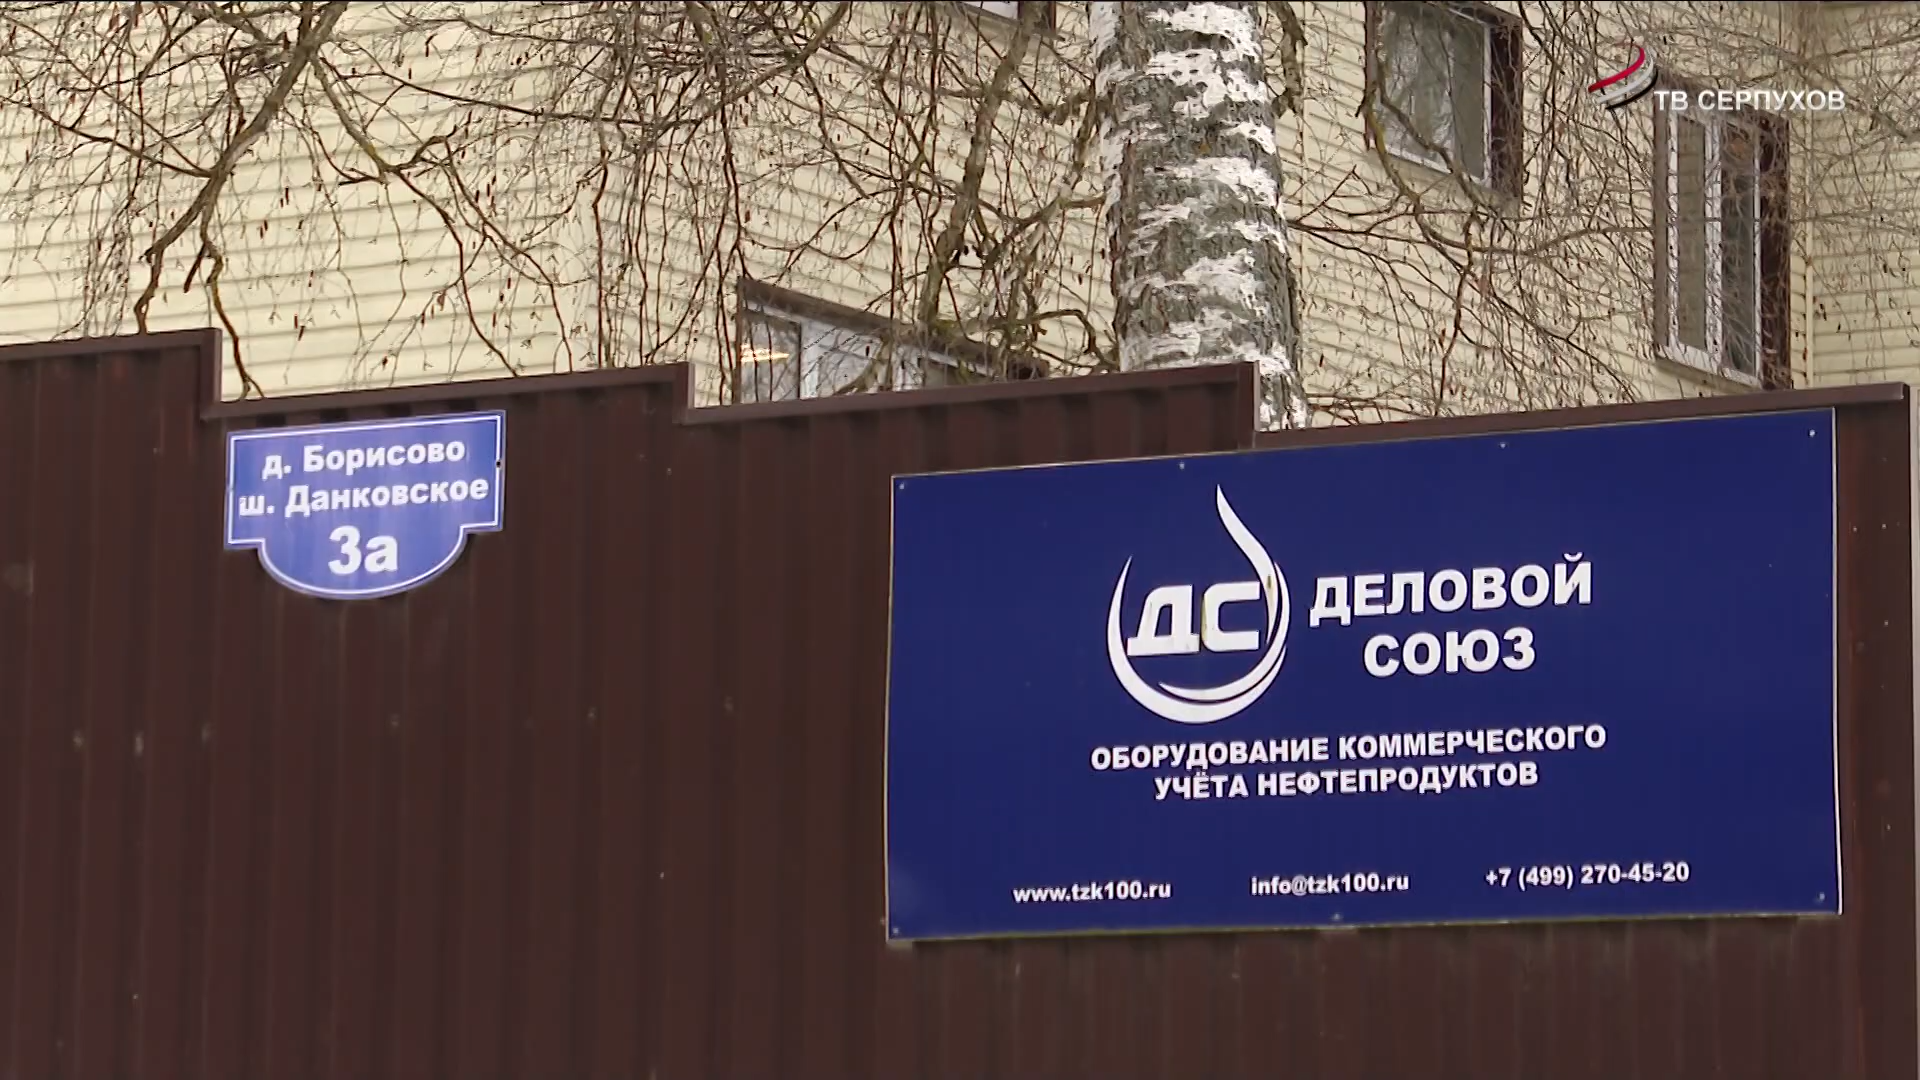 ТВ СЕРПУХОВ
д. Борисово
ш. Данковское
3а
ДС
ДЕЛОВОЙ
СОЮЗ
ОБОРУДОВАНИЕ КОММЕРЧЕСКОГО
УЧЁТА НЕФТЕПРОДУКТОВ
www.tzk100.ru info@tzk100.ru +7 (499) 270-45-20